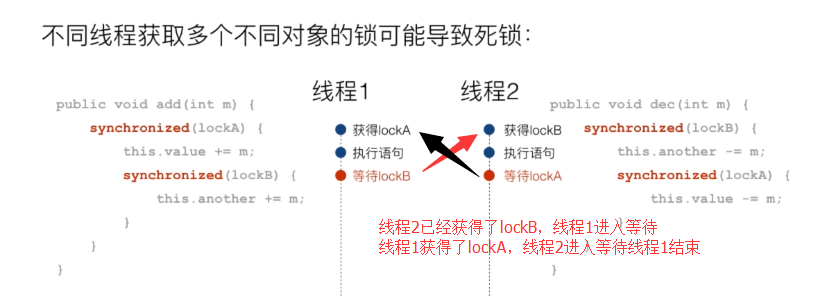 不同线程获取多个不同对象的锁可能导致死锁：
线程1
线程2
public void add(int m) {
synchronized(lockA) {
this.value += m;
synchronized(lockB) {
this.another += m;
}
}
}
获得lockA
执行语句
等待lockB
获得lockB
执行语句
等待lockA
public void dec(int m) {
synchronized(lockB) {
this.another -= m;
synchronized(lockA) {
this.value -= m;
}
}
}
线程2已经获得了lockB，线程1进入等待
线程1获得了lockA，线程2进入等待线程1结束